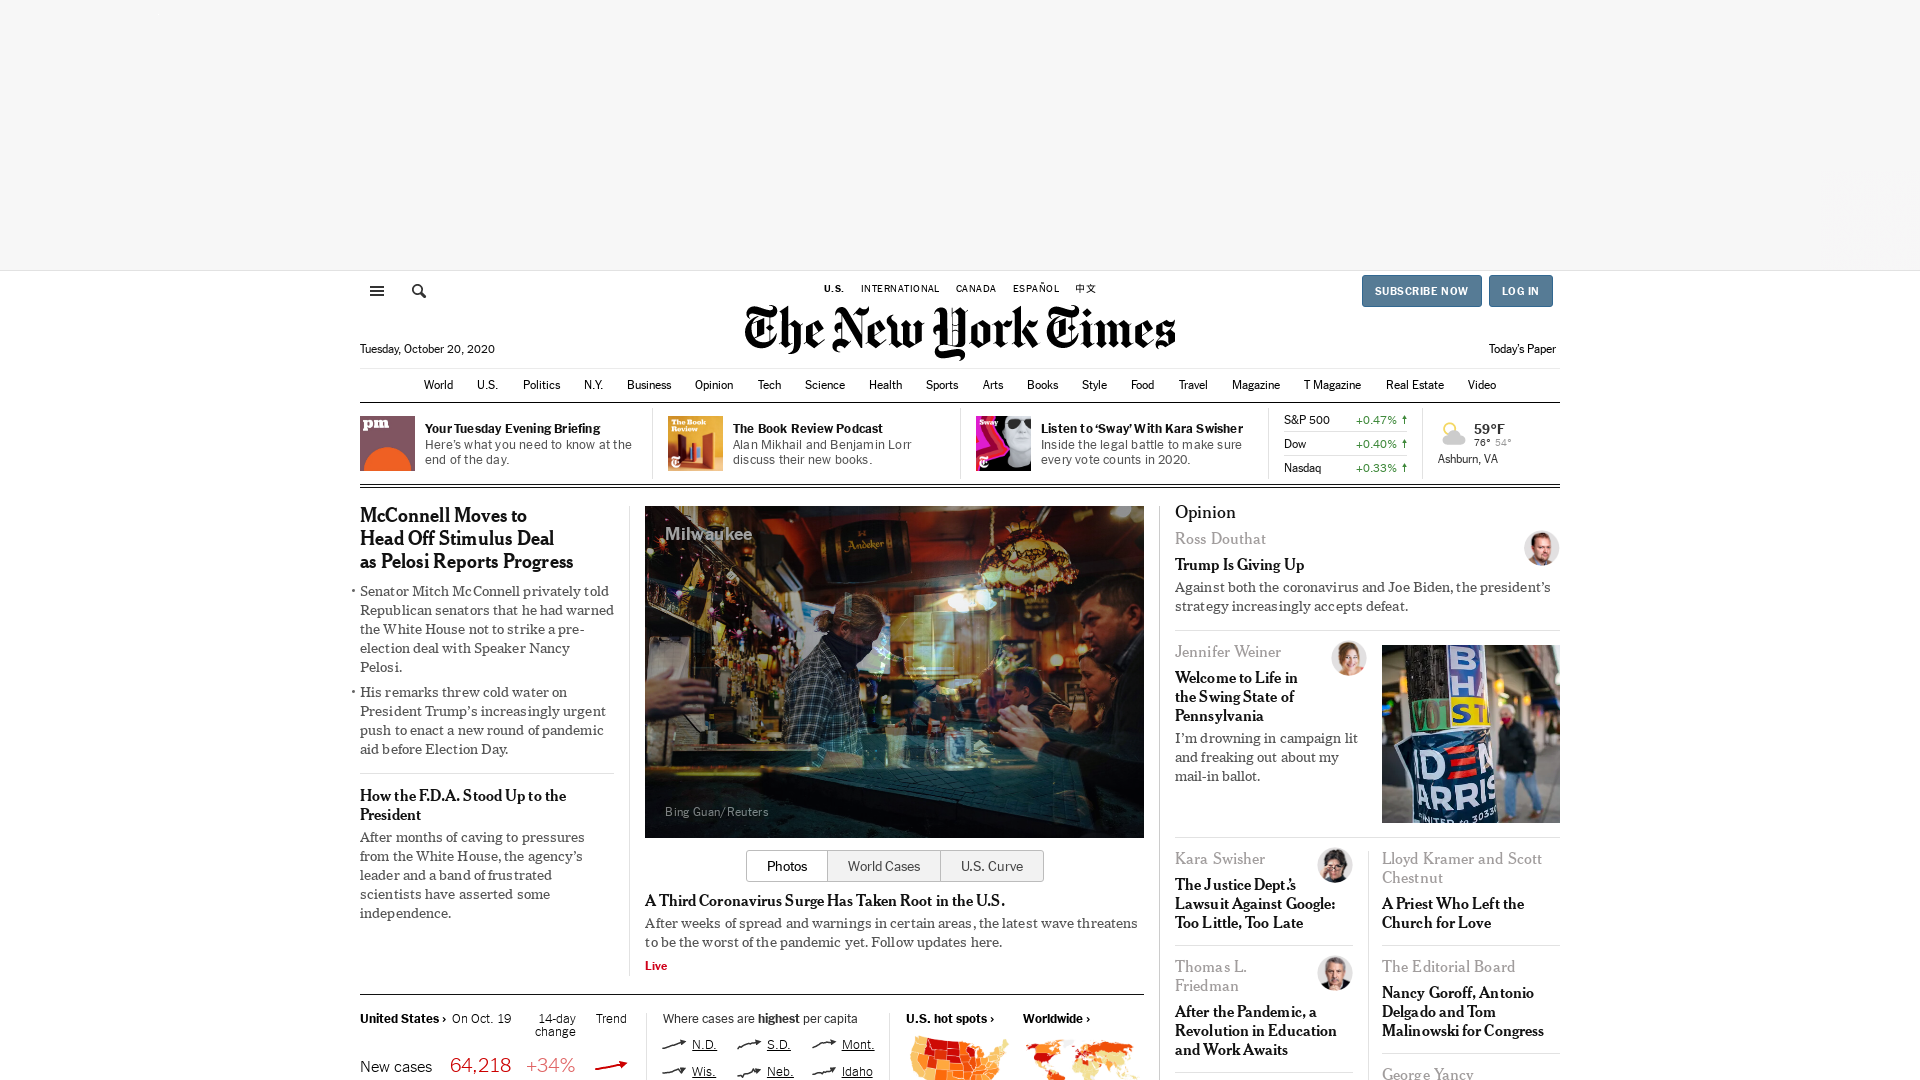 U.S. INTERNATIONAL CANADA ESPAÑOL 中文
SUBSCRIBE NOW LOG IN
The New York Times
Tuesday, October 20, 2020
Today's Paper
World U.S. Politics N.Y. Business Opinion Tech Science Health Sports Arts Books Style Food Travel Magazine T Magazine Real Estate Video
pm
Your Tuesday Evening Briefing
Here's what you need to know at the
end of the day.
The Book
Review
The Book Review Podcast
Alan Mikhail and Benjamin Lorr
discuss their new books.
Sway
Listen to ‘Sway’ With Kara Swisher
Inside the legal battle to make sure
every vote counts in 2020.
S&P 500 +0.47% ↑
Dow +0.40% ↑
Nasdaq +0.33% ↑
59°F
76° 54°
Ashburn, VA
McConnell Moves to
Head Off Stimulus Deal
as Pelosi Reports Progress
• Senator Mitch McConnell privately told
Republican senators that he had warned
the White House not to strike a pre-
election deal with Speaker Nancy
Pelosi.
• His remarks threw cold water on
President Trump’s increasingly urgent
push to enact a new round of pandemic
aid before Election Day.
How the F.D.A. Stood Up to the
President
After months of caving to pressures
from the White House, the agency’s
leader and a band of frustrated
scientists have asserted some
independence.
Milwaukee
Andeker
Bing Guan/Reuters
Photos World Cases U.S. Curve
A Third Coronavirus Surge Has Taken Root in the U.S.
After weeks of spread and warnings in certain areas, the latest wave threatens
to be the worst of the pandemic yet. Follow updates here.
Live
United States › On Oct. 19 14-day Trend
change
New cases 64,218 +34%
Where cases are highest per capita
N.D. S.D. Mont.
Wis. Neb. Idaho
U.S. hot spots › Worldwide ›
Opinion
Ross Douthat
Trump Is Giving Up
Against both the coronavirus and Joe Biden, the president’s
strategy increasingly accepts defeat.
Jennifer Weiner
Welcome to Life in
the Swing State of
Pennsylvania
I’m drowning in campaign lit
and freaking out about my
mail-in ballot.
Kara Swisher
The Justice Dept.’s
Lawsuit Against Google:
Too Little, Too Late
Lloyd Kramer and Scott
Chestnut
A Priest Who Left the
Church for Love
Thomas L.
Friedman
After the Pandemic, a
Revolution in Education
and Work Awaits
The Editorial Board
Nancy Goroff, Antonio
Delgado and Tom
Malinowski for Congress
George Yancy